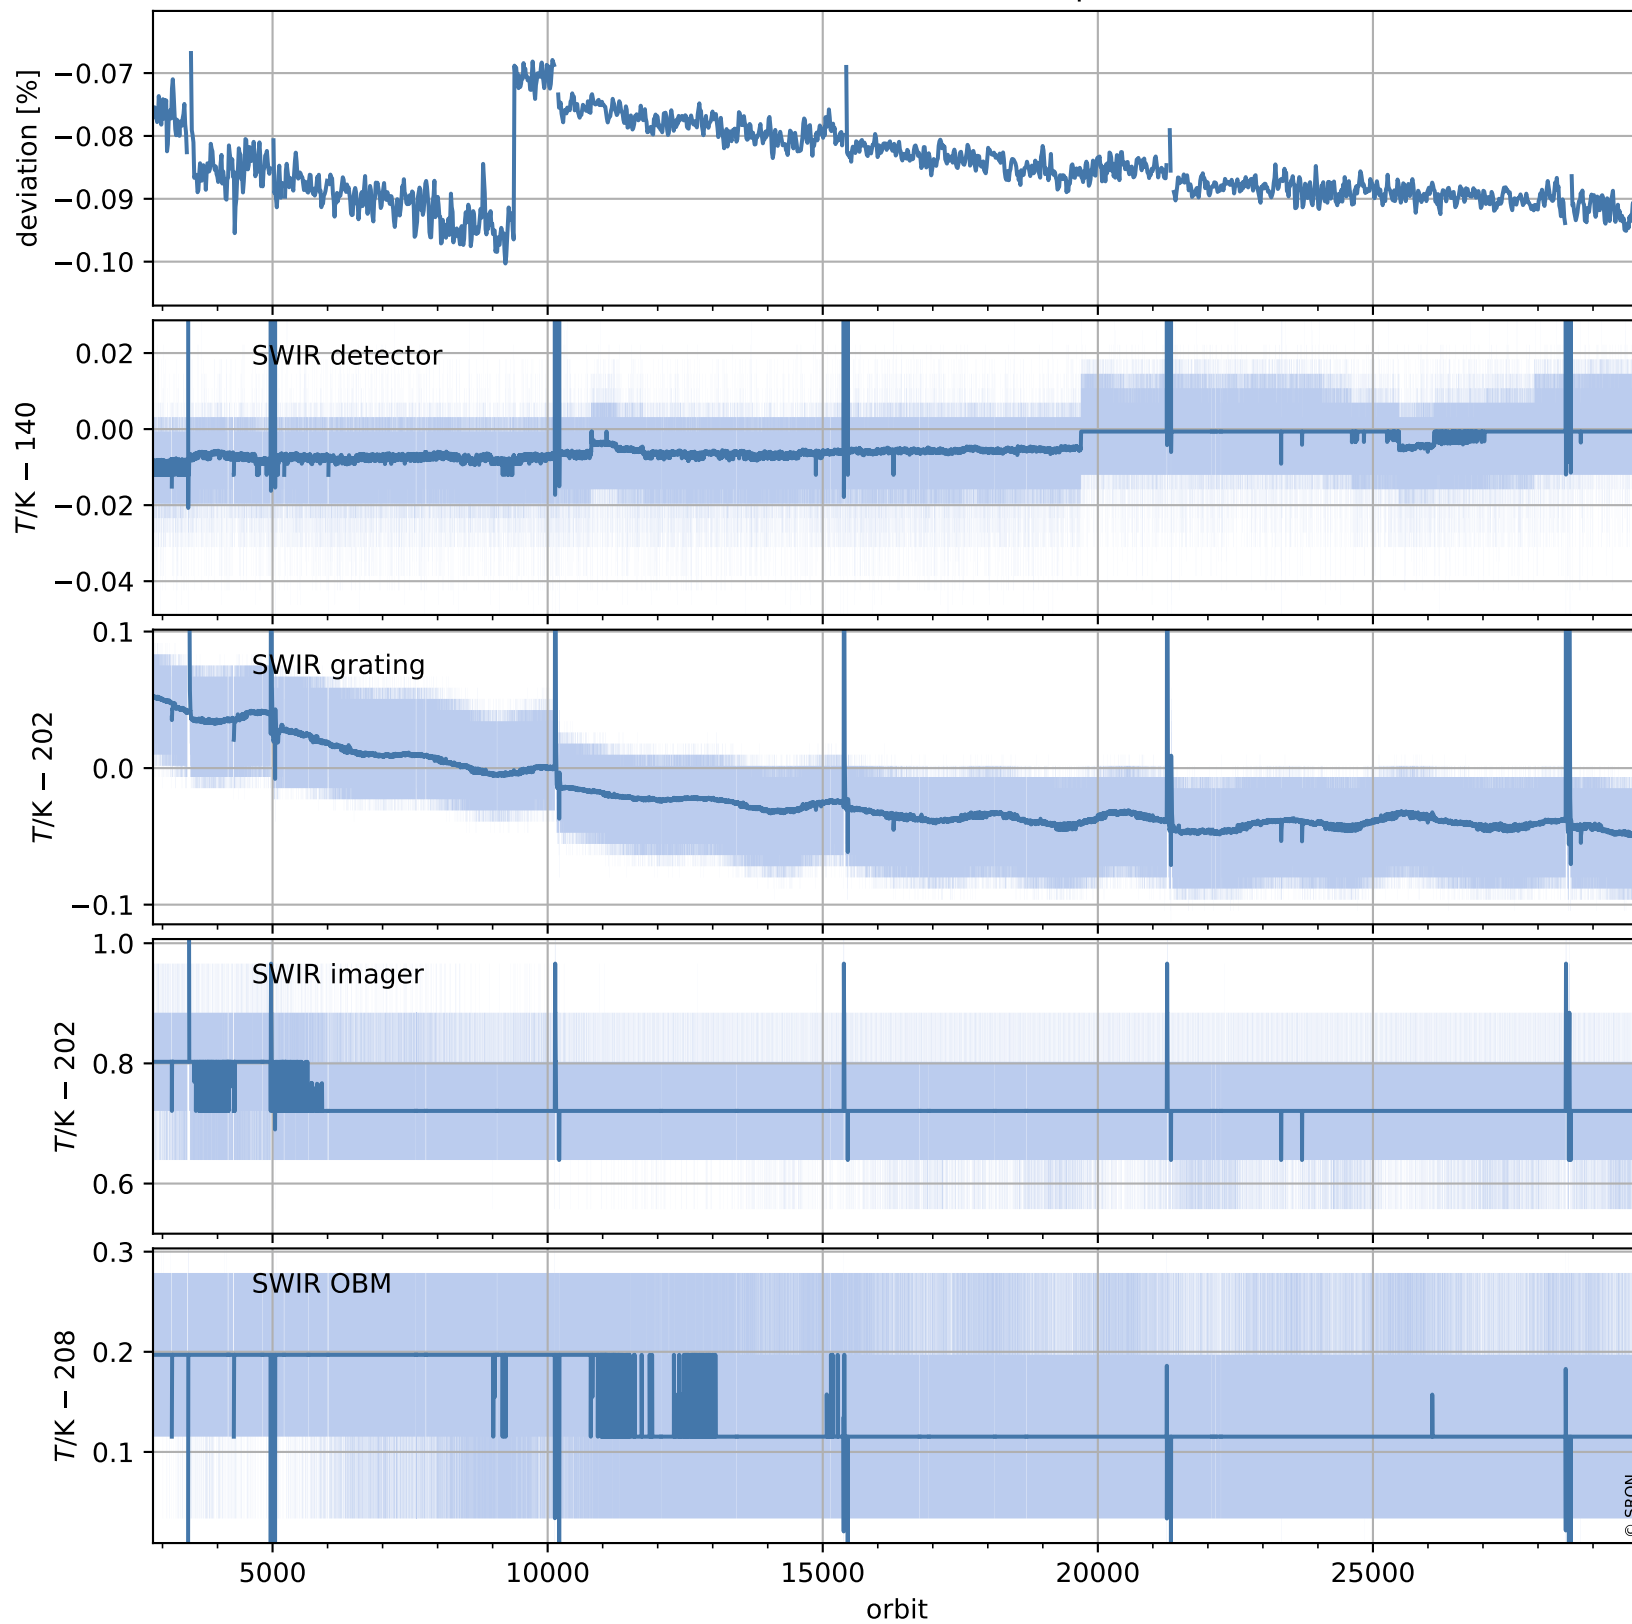 deviation [%]
−0.07
−0.08
−0.09
−0.10
SWIR detector
T/K − 140
0.02
0.00
−0.02
−0.04
SWIR grating
T/K − 202
0.1
0.0
−0.1
SWIR imager
T/K − 202
1.0
0.8
0.6
SWIR OBM
T/K − 208
0.3
0.2
0.1
© SRON
5000 10000 15000 20000 25000
orbit